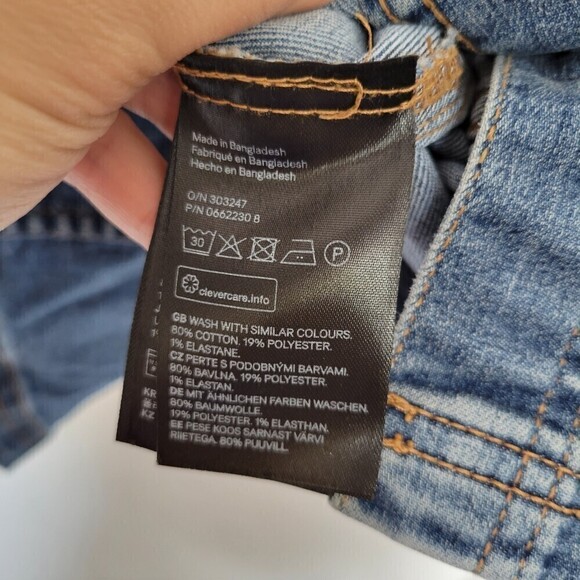 Made in Bangladesh
Fabriqué en Bangladesh
Hecho en Bangladesh
O/N 303247
P/N 0662230 8
30 P
clevercare.info
GB WASH WITH SIMILAR COLOURS.
80% COTTON. 19% POLYESTER.
1% ELASTANE.
CZ PERTE S PODOBNÝMI BARVAMI.
80% BAVLNA. 19% POLYESTER.
1% ELASTAN.
DE MIT ÄHNLICHEN FARBEN WASCHEN.
80% BAUMWOLLE.
19% POLYESTER. 1% ELASTHAN.
EE PESE KOOS SARNAST VÄRVI
RIIETEGA. 80% PUUVILL.
KR
KZ